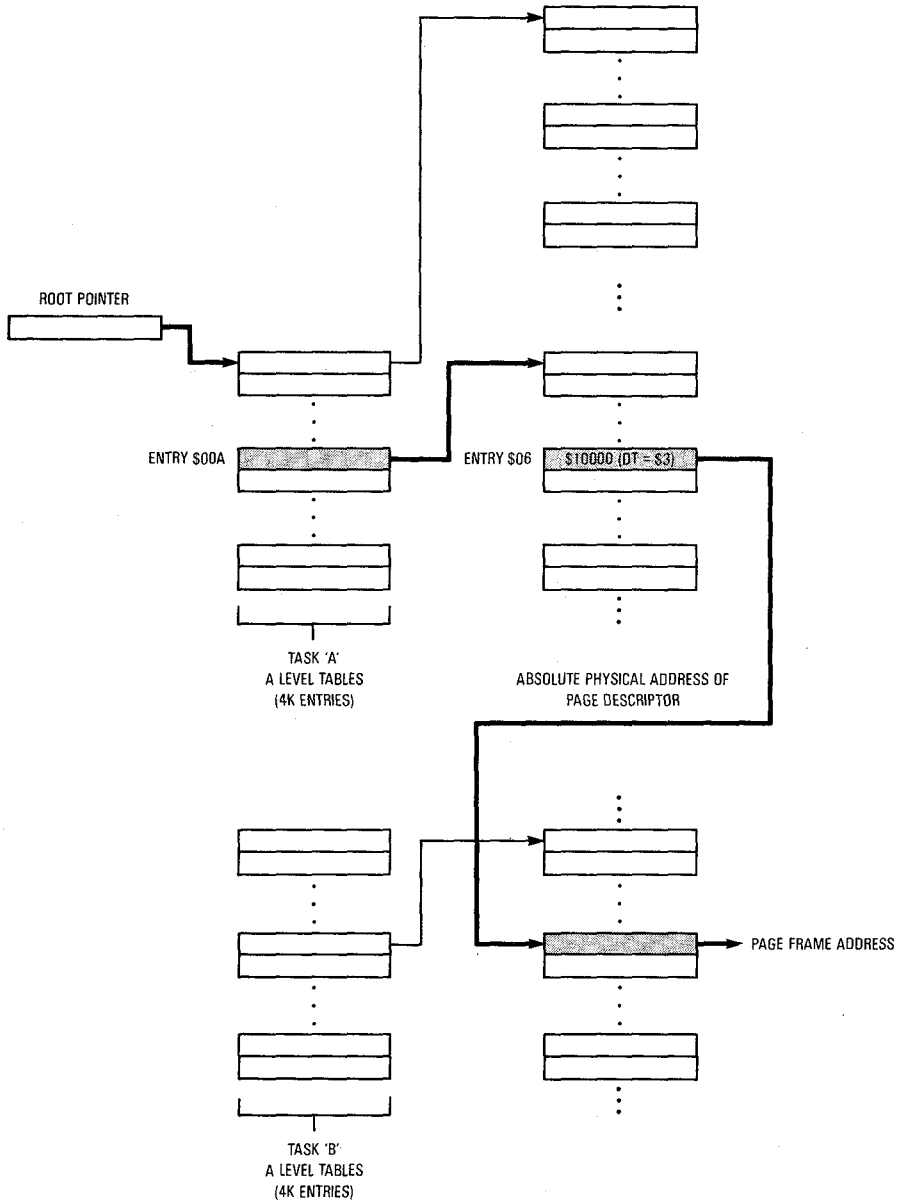 ROOT POINTER
ENTRY $00A
ENTRY $06
$10000 (DT = $3)
TASK 'A'
A LEVEL TABLES
(4K ENTRIES)
ABSOLUTE PHYSICAL ADDRESS OF
PAGE DESCRIPTOR
PAGE FRAME ADDRESS
TASK 'B'
A LEVEL TABLES
(4K ENTRIES)